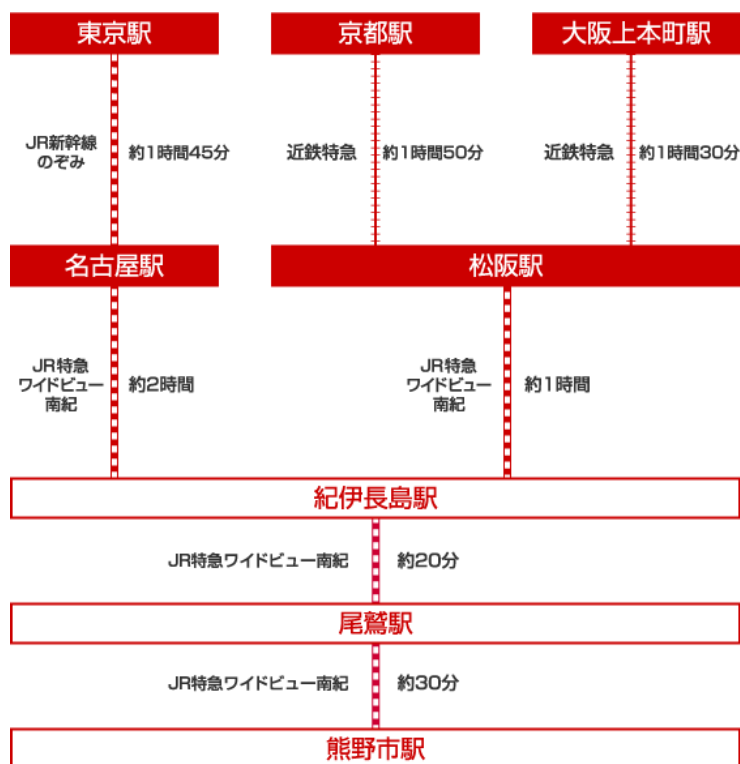 東京駅
京都駅
大阪上本町駅
JR新幹線
のぞみ
約1時間45分
近鉄特急
約1時間50分
近鉄特急
約1時間30分
名古屋駅
松阪駅
JR特急
ワイドビュー
南紀
約2時間
JR特急
ワイドビュー
南紀
約1時間
紀伊長島駅
JR特急ワイドビュー南紀
約20分
尾鷲駅
JR特急ワイドビュー南紀
約30分
熊野市駅